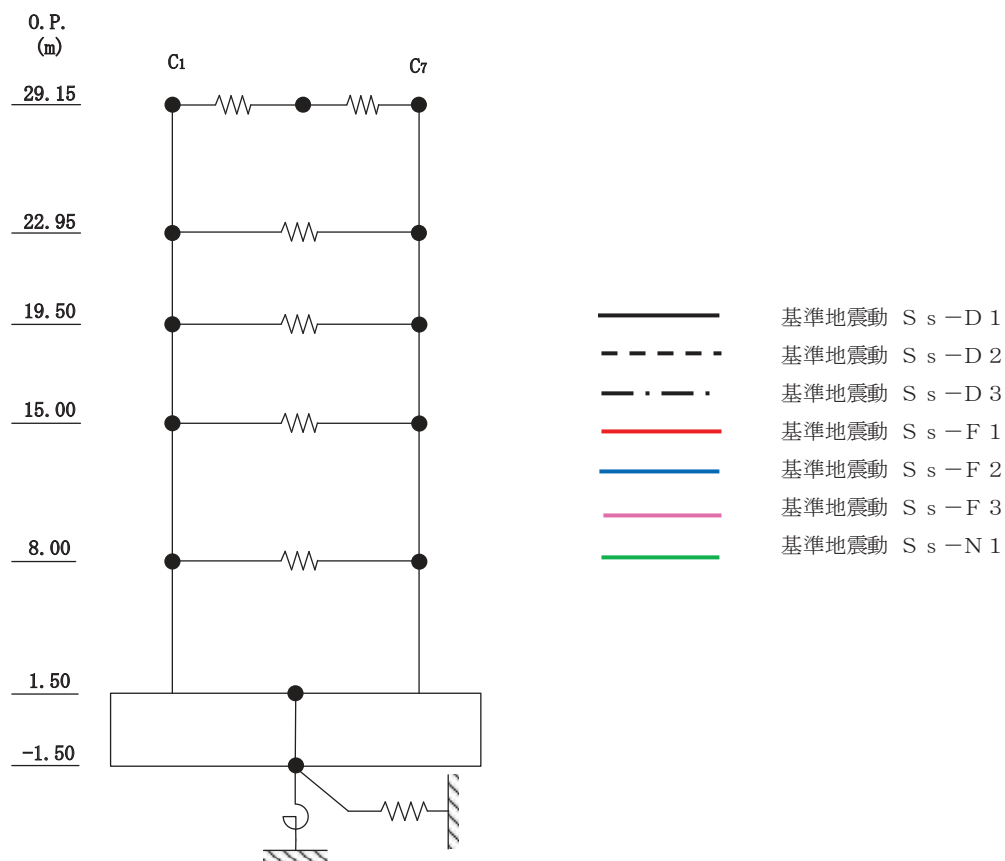 O.P.
(m)
C1
C7
29.15
22.95
19.50
15.00
8.00
1.50
-1.50
基準地震動 Ss-D1
基準地震動 Ss-D2
基準地震動 Ss-D3
基準地震動 Ss-F1
基準地震動 Ss-F2
基準地震動 Ss-F3
基準地震動 Ss-N1